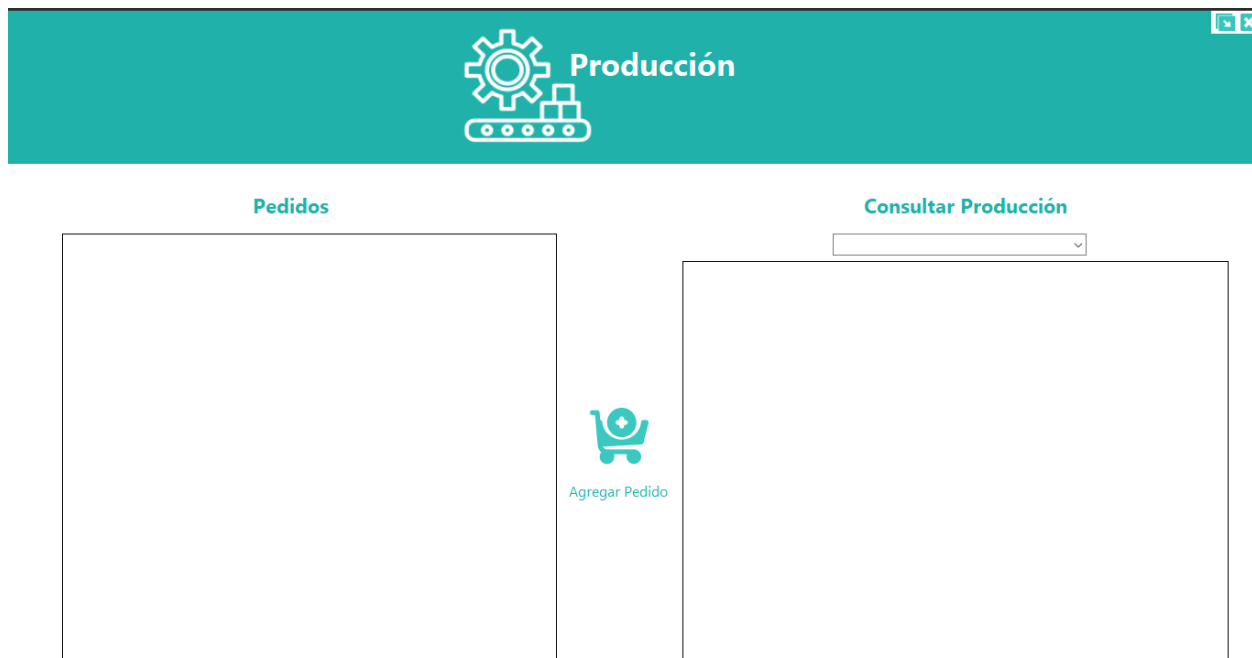 Producción
Pedidos
Consultar Producción
Agregar Pedido